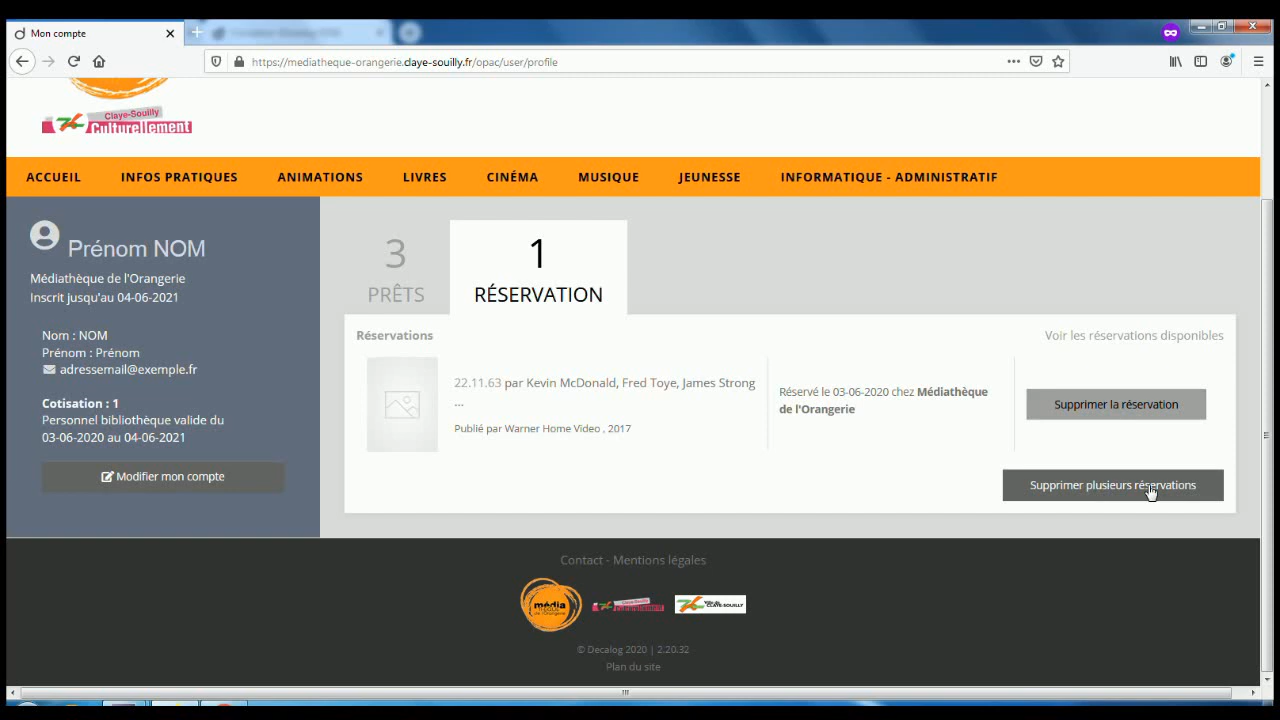 Mon compte
https://mediatheque-orangerie.claye-souilly.fr/opac/user/profile
Claye-Souilly
Culturellement
ACCUEIL INFOS PRATIQUES ANIMATIONS LIVRES CINÉMA MUSIQUE JEUNESSE INFORMATIQUE - ADMINISTRATIF
Prénom NOM
Médiathèque de l'Orangerie
Inscrit jusqu'au 04-06-2021
Nom : NOM
Prénom : Prénom
adressemail@exemple.fr
Cotisation : 1
Personnel bibliothèque valide du
03-06-2020 au 04-06-2021
Modifier mon compte
3
PRÊTS
1
RÉSERVATION
Réservations
Voir les réservations disponibles
22.11.63 par Kevin McDonald, Fred Toye, James Strong
...
Publié par Warner Home Video , 2017
Réservé le 03-06-2020 chez Médiathèque
de l'Orangerie
Supprimer la réservation
Supprimer plusieurs réservations
Contact - Mentions légales
média
© Decalog 2020 | 2.20.32
Plan du site